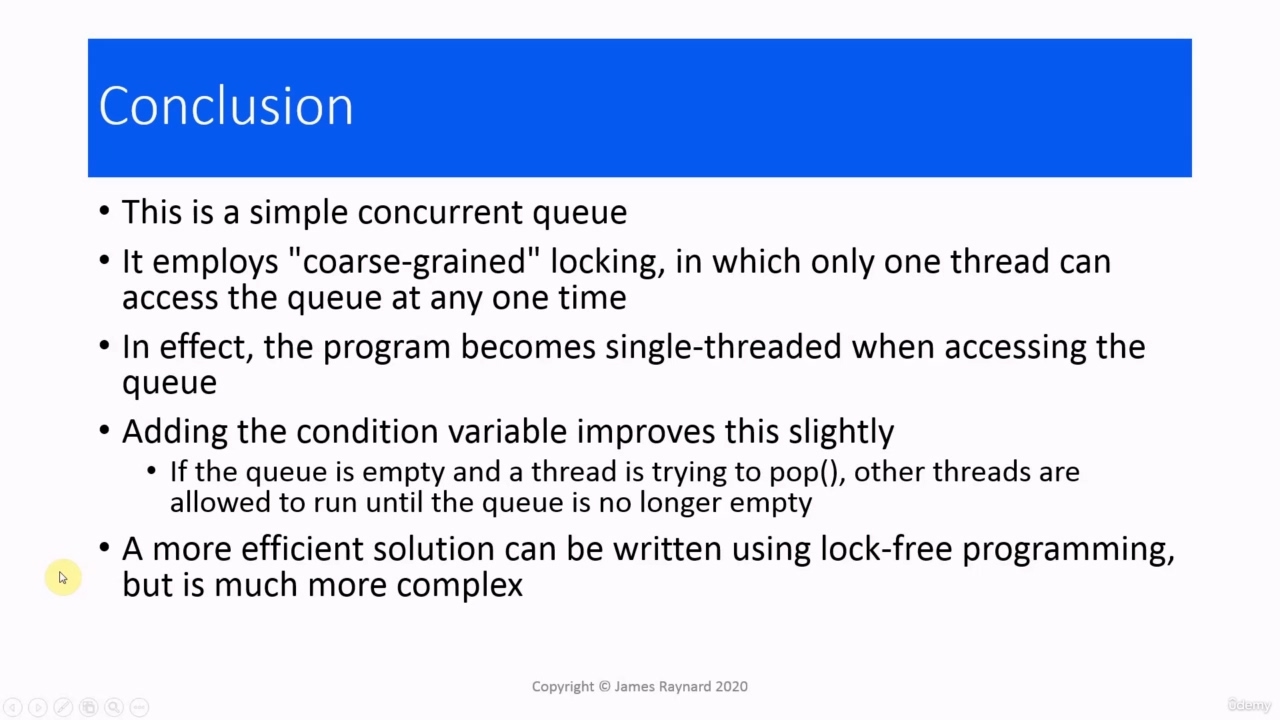 Conclusion
• This is a simple concurrent queue
• It employs "coarse-grained" locking, in which only one thread can
access the queue at any one time
• In effect, the program becomes single-threaded when accessing the
queue
• Adding the condition variable improves this slightly
• If the queue is empty and a thread is trying to pop(), other threads are
allowed to run until the queue is no longer empty
• A more efficient solution can be written using lock-free programming,
but is much more complex
Copyright © James Raynard 2020
ûdemy